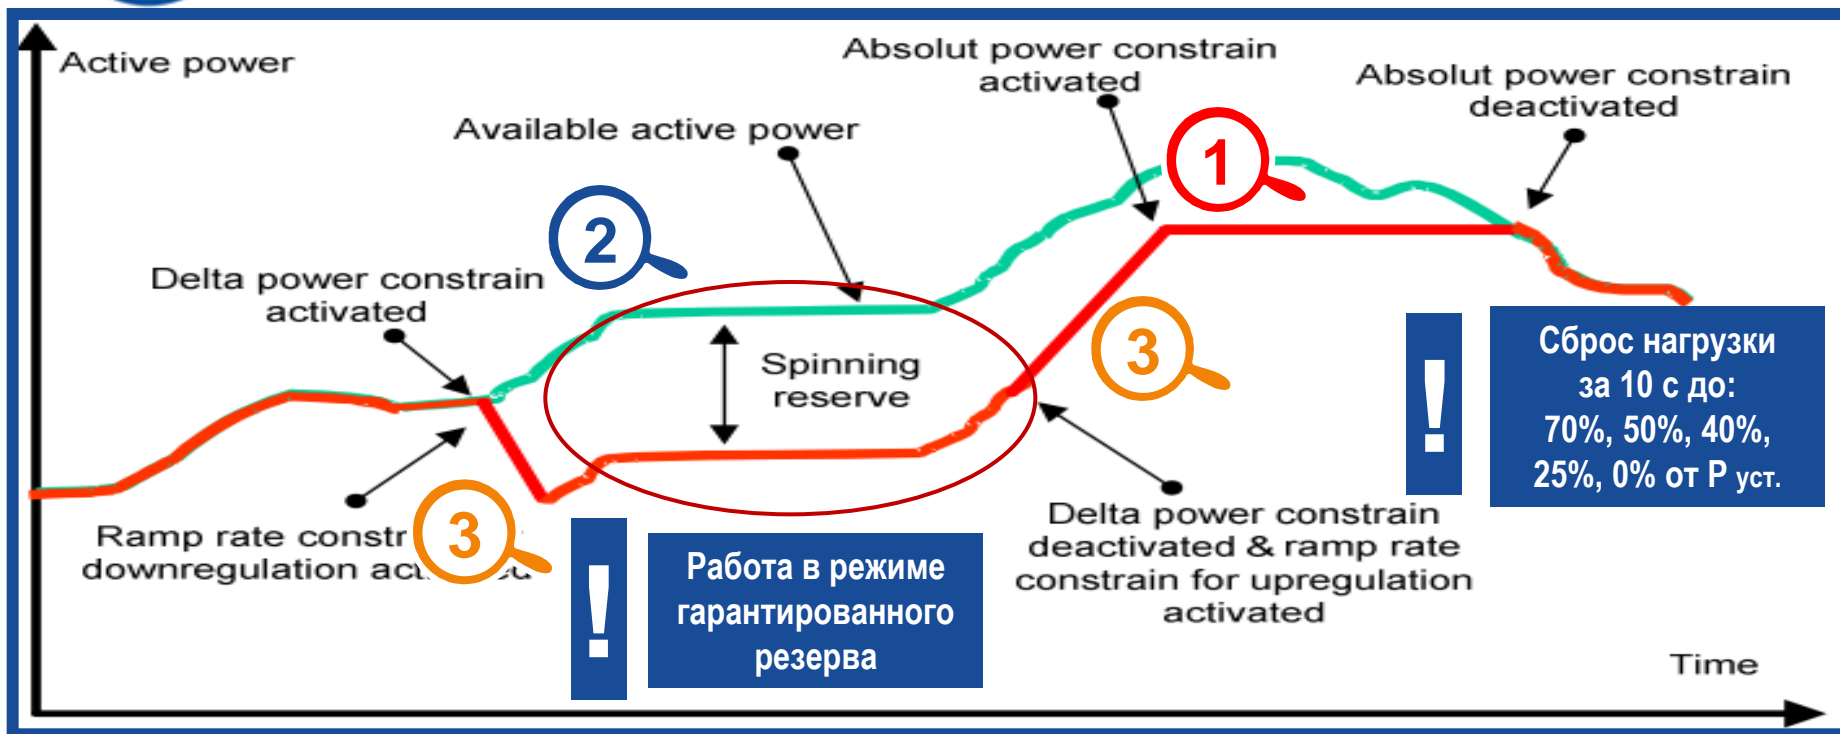 Active power
Absolut power constrain
activated
Absolut power constrain
deactivated
Available active power
1
2
Delta power constrain
activated
Spinning
reserve
3
Сброс нагрузки
за 10 с до:
70%, 50%, 40%,
25%, 0% от Р уст.
!
Ramp rate
downregulation
3
!
Работа в режиме
гарантированного
резерва
Delta power constrain
deactivated & ramp rate
constrain for upregulation
activated
Time